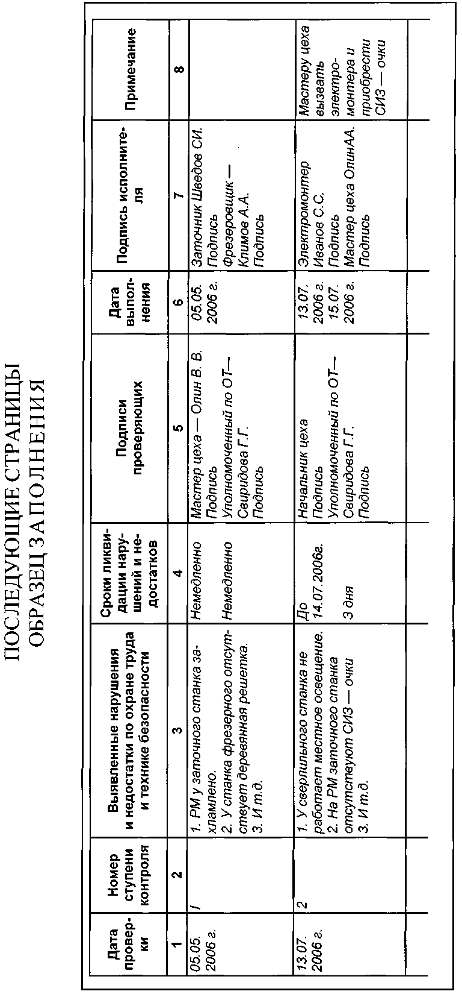 ПОСЛЕДУЮЩИЕ СТРАНИЦЫ
ОБРАЗЕЦ ЗАПОЛНЕНИЯ
Дата
провер-
ки
Номер
ступени
контроля
Выявленные нарушения
и недостатки по охране труда
и технике безопасности
Сроки ликви-
дации нару-
шений и не-
достатков
Подписи
проверяющих
Дата
выпол-
нения
Подпись исполните-
ля
Примечание
1
2
3
4
5
6
7
8
05.05.
2006 г.
I
1. РМ у заточного станка за-
хламлено.
2. У станка фрезерного отсут-
ствует деревянная решетка.
3. И т.д.
Немедленно
Немедленно
Мастер цеха — Олин В. В.
Подпись
Уполномоченный по ОТ—
Свиридова Г.Г.
Подпись
05.05.
2006 г.
Заточник Шведов СИ.
Подпись
Фрезеровщик —
Климов А.А.
Подпись
13.07.
2006 г.
2
1. У сверлильного станка не
работает местное освещение.
2. На РМ заточного станка
отсутствуют СИЗ — очки
3. И т.д.
До
14.07.2006г.
3 дня
Начальник цеха
Подпись
Уполномоченный по ОТ—
Свиридова Г.Г.
Подпись
13.07.
2006 г.
15.07.
2006 г.
Электромонтер
Иванов С.С.
Подпись
Мастер цеха ОлинАА.
Подпись
Мастеру цеха
вызвать
электро-
монтера и
приобрести
СИЗ — очки